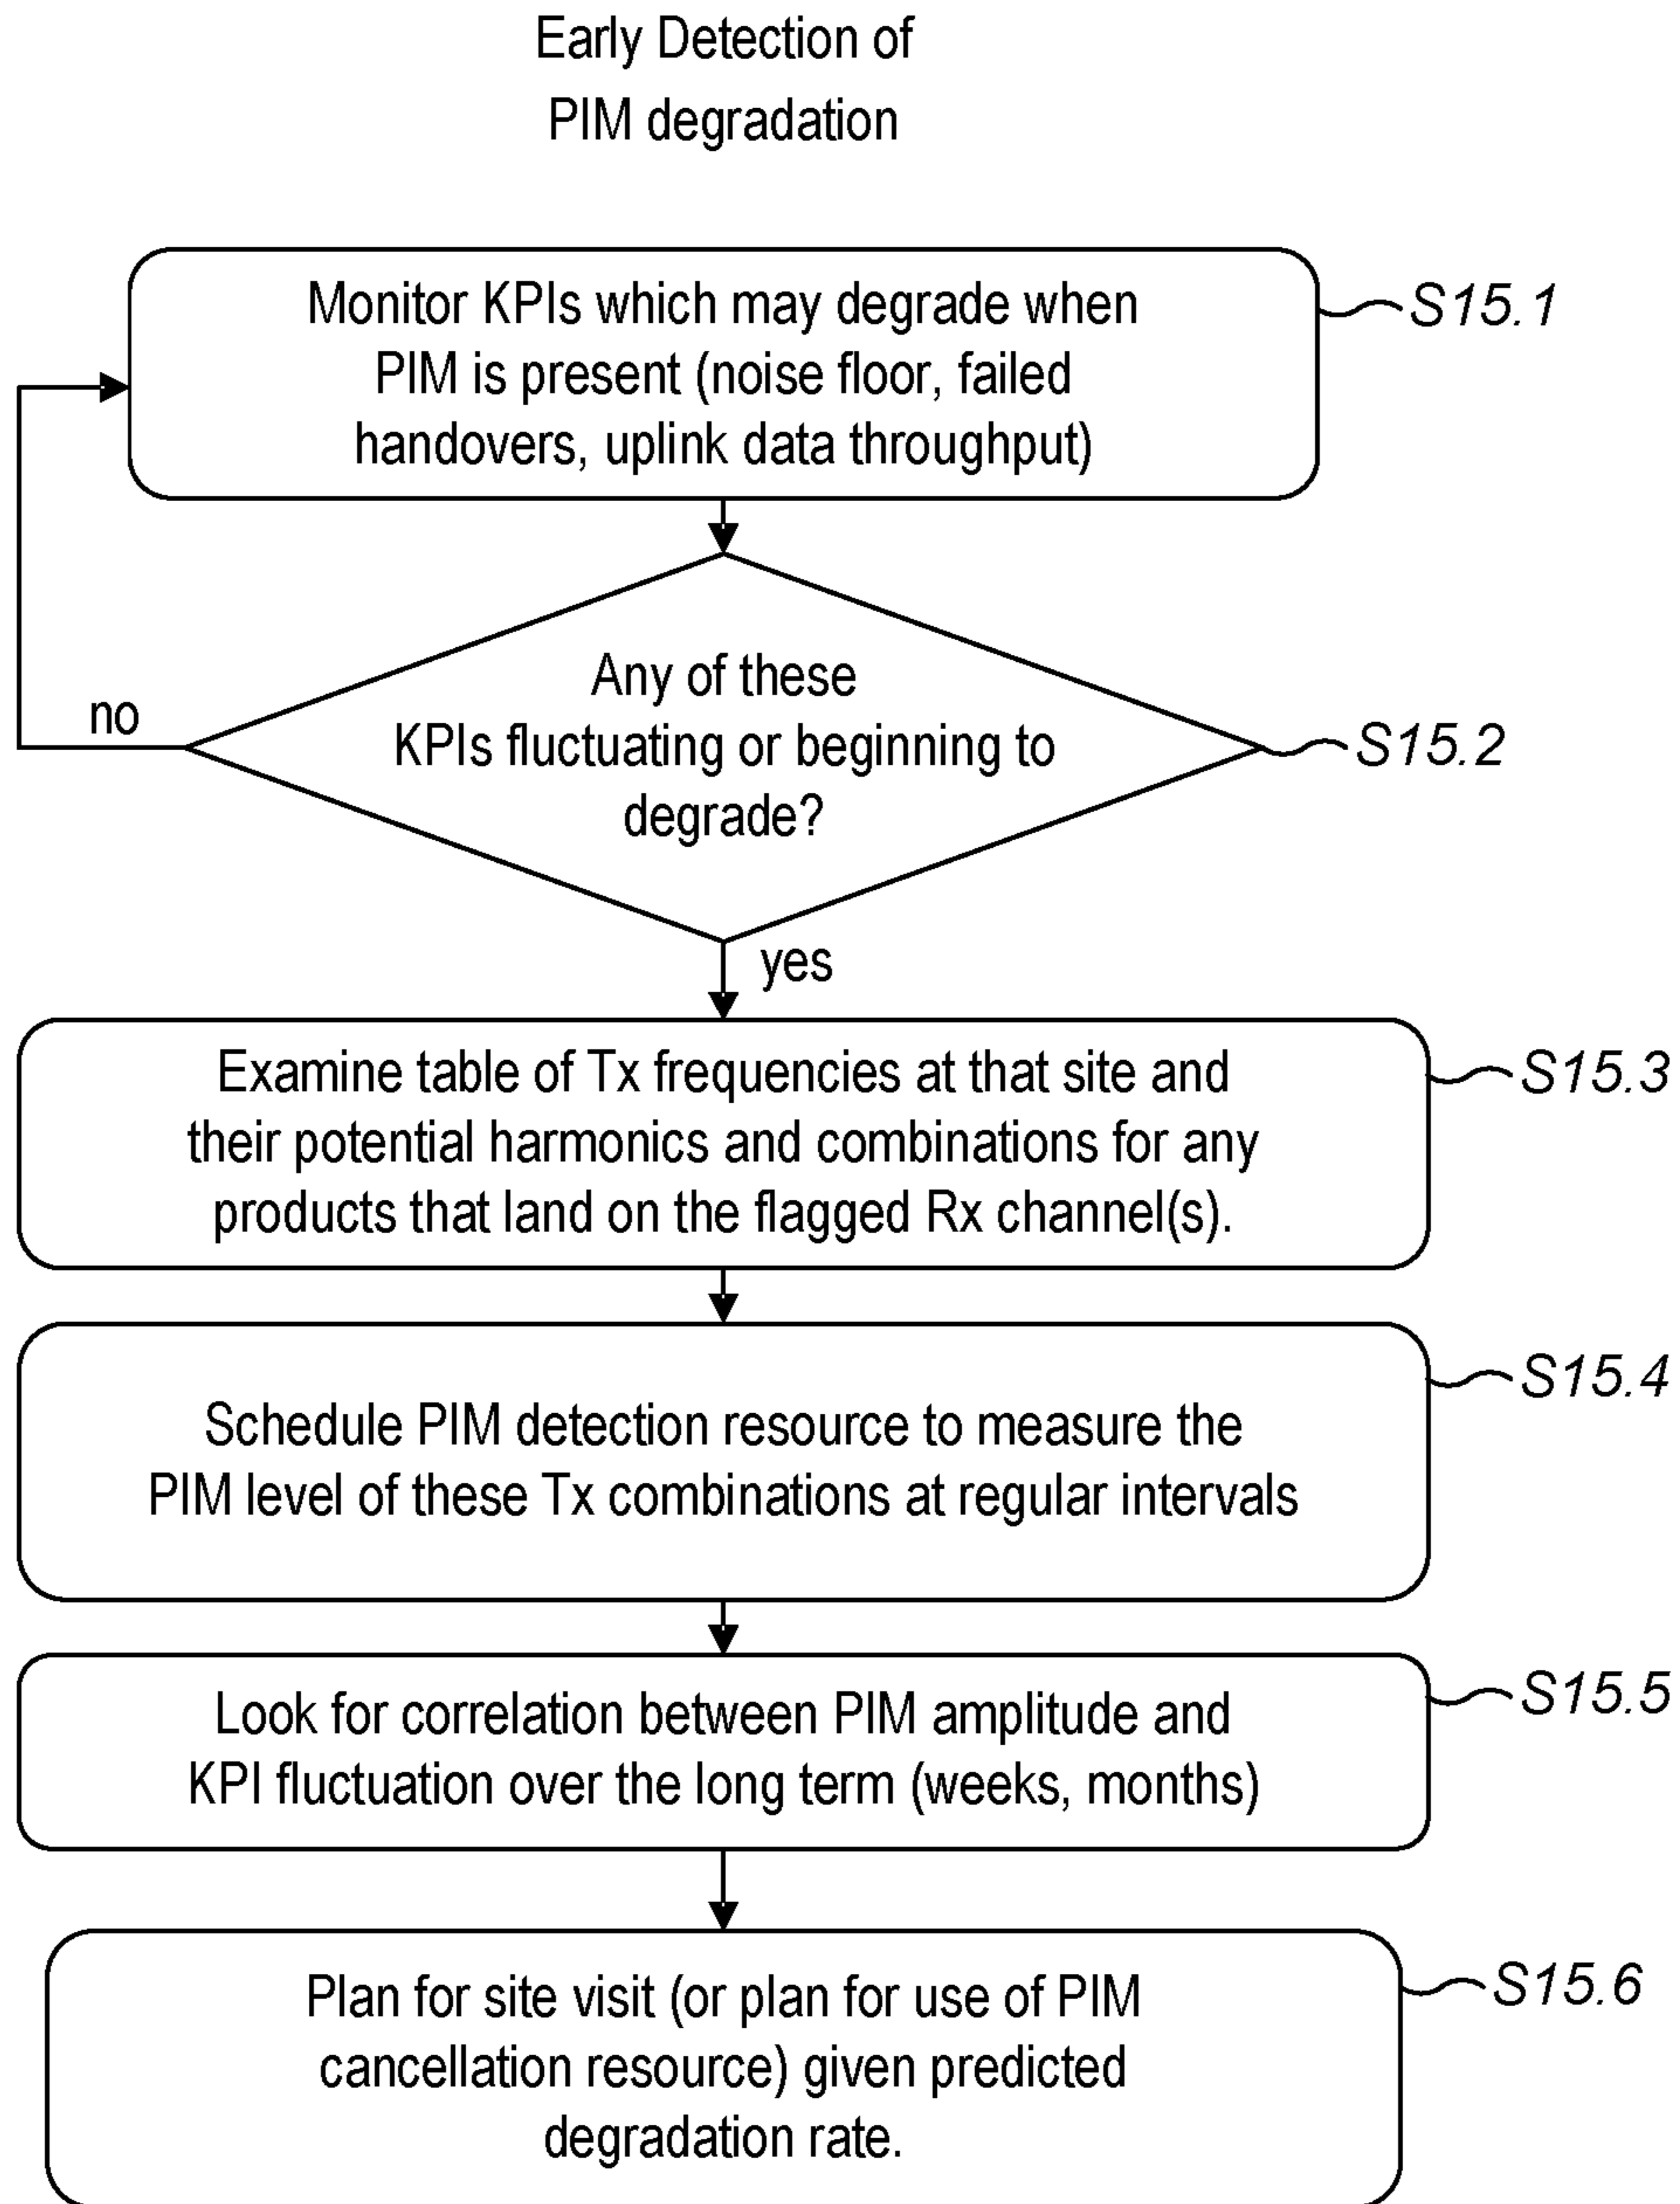 Early Detection of
PIM degradation
Monitor KPIs which may degrade when
PIM is present (noise floor, failed
handovers, uplink data throughput)
S15.1
Any of these
KPIs fluctuating or beginning to
degrade?
S15.2
no
yes
Examine table of Tx frequencies at that site and
their potential harmonics and combinations for any
products that land on the flagged Rx channel(s).
S15.3
Schedule PIM detection resource to measure the
PIM level of these Tx combinations at regular intervals
S15.4
Look for correlation between PIM amplitude and
KPI fluctuation over the long term (weeks, months)
S15.5
Plan for site visit (or plan for use of PIM
cancellation resource) given predicted
degradation rate.
S15.6